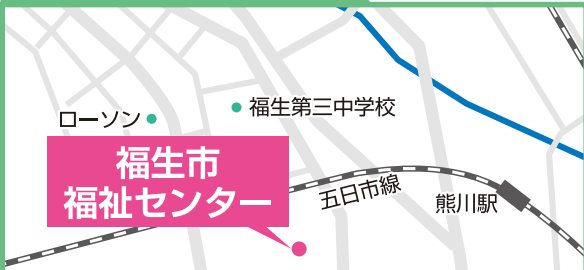 福生第三中学校
ローソン
福生市
福祉センター
五日市線
熊川駅